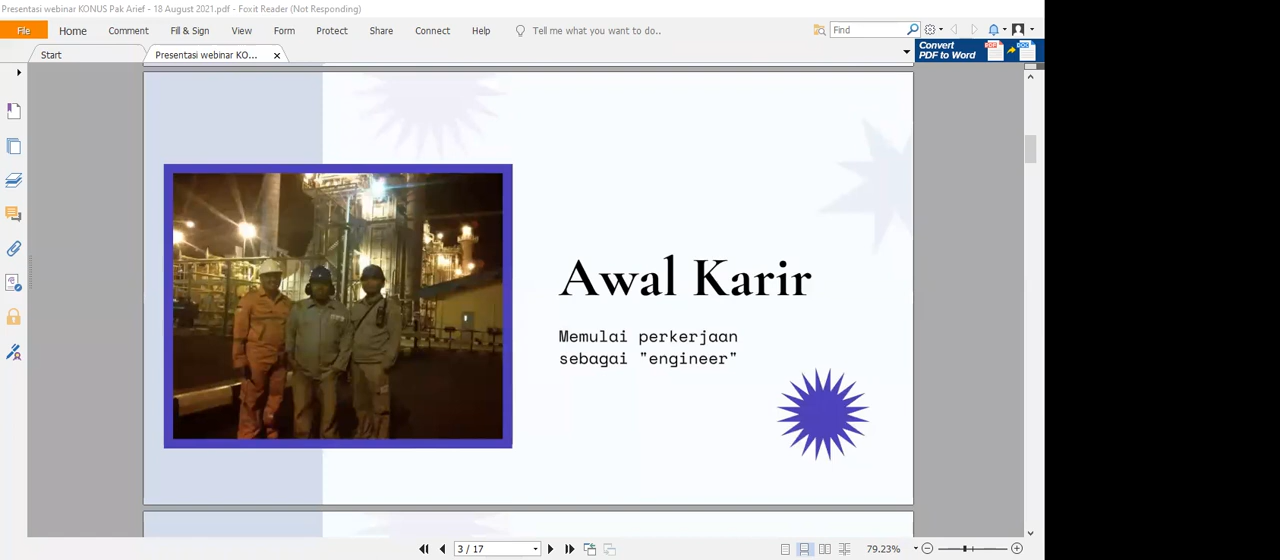 Presentasi webinar KONUS Pak Arief - 18 August 2021.pdf - Foxit Reader (Not Responding)
File Home Comment Fill & Sign View Form Protect Share Connect Help Tell me what you want to do.. Find
Start Presentasi webinar KO...
Convert
PDF to Word
Awal Karir
Memulai perkerjaan
sebagai "engineer"
3 / 17 79.23%